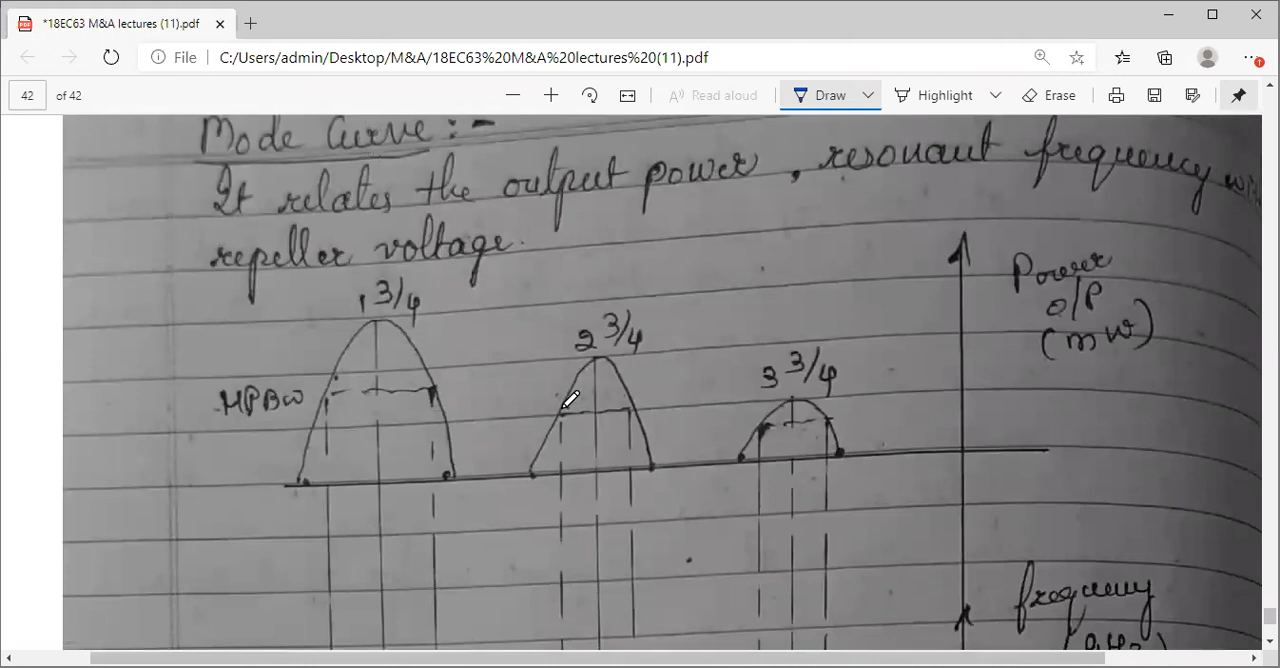 *18EC63 M&A lectures (11).pdf
File C:/Users/admin/Desktop/M&A/18EC63%20M&A%20lectures%20(11).pdf
42 of 42 Read aloud Draw Highlight Erase
Mode Curve :-
It relates the output power, resonant frequency
repeller voltage.
1 3/4
2 3/4
3 3/4
Power
O/P
(mW)
HPBW
frequency